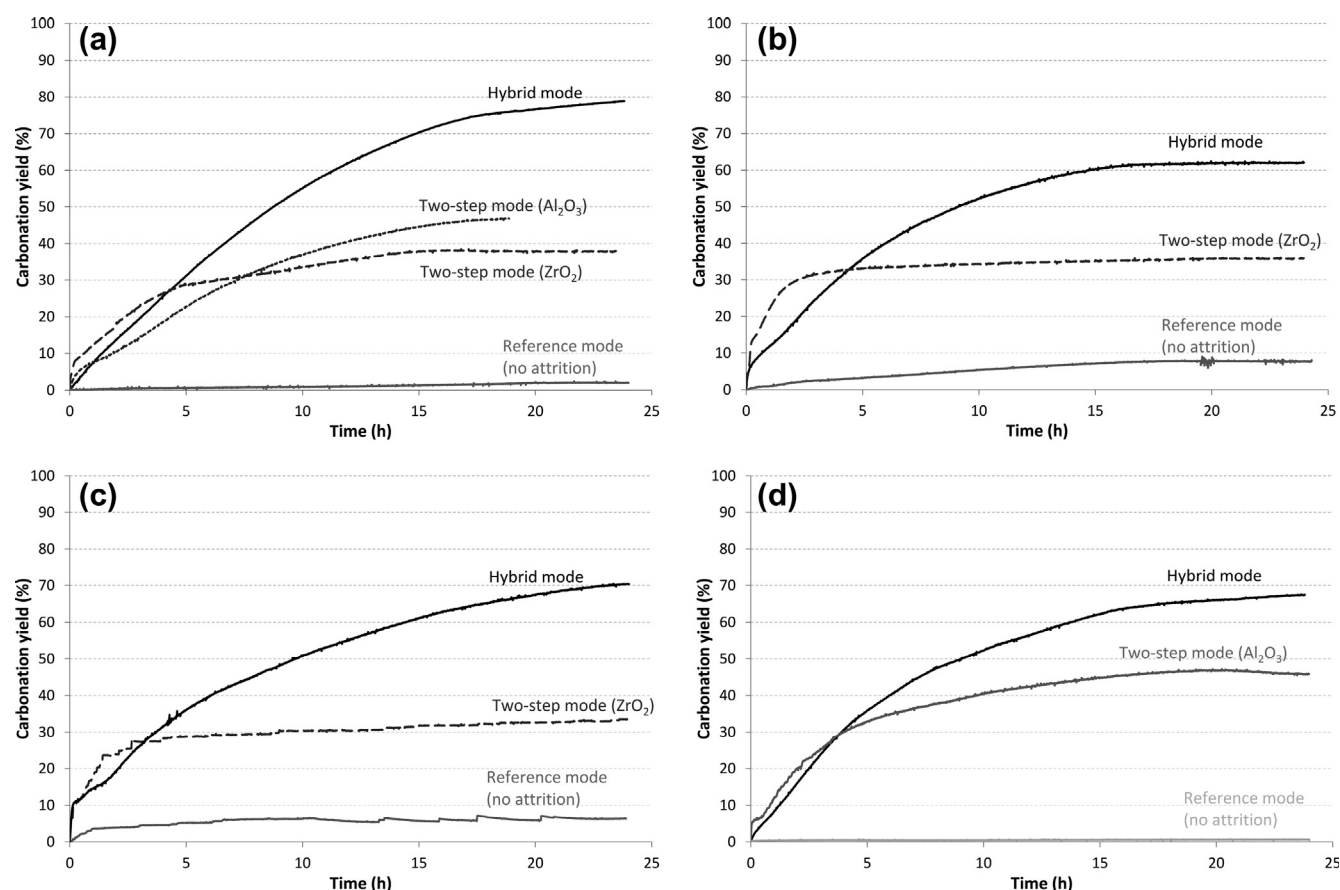 (a)
Carbonation yield (%)
100
90
80
70
60
50
40
30
20
10
0
Hybrid mode
Two-step mode (Al₂O₃)
Two-step mode (ZrO₂)
Reference mode
(no attrition)
0 5 10 15 20 25
Time (h)
(b)
Carbonation yield (%)
100
90
80
70
60
50
40
30
20
10
0
Hybrid mode
Two-step mode (ZrO₂)
Reference mode
(no attrition)
0 5 10 15 20 25
Time (h)
(c)
Carbonation yield (%)
100
90
80
70
60
50
40
30
20
10
0
Hybrid mode
Two-step mode (ZrO₂)
Reference mode
(no attrition)
0 5 10 15 20 25
Time (h)
(d)
Carbonation yield (%)
100
90
80
70
60
50
40
30
20
10
0
Hybrid mode
Two-step mode (Al₂O₃)
Reference mode
(no attrition)
0 5 10 15 20 25
Time (h)